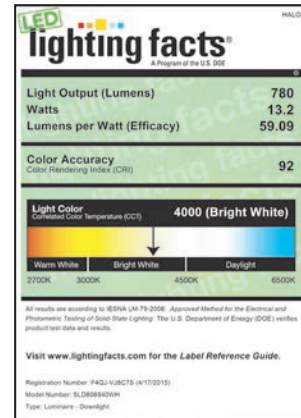 HALO
LED
lighting facts®
A Program of the U.S. DOE
Light Output (Lumens) 780
Watts 13.2
Lumens per Watt (Efficacy) 59.09
Color Accuracy 92
Color Rendering Index (CRI)
Light Color 4000 (Bright White)
Correlated Color Temperature (CCT)
Warm White Bright White Daylight
2700K 3000K 4500K 6500K
All results are according to IESNA LM-79-2008: Approved Method for the Electrical and
Photometric Testing of Solid-State Lighting. The U.S. Department of Energy (DOE) verifies
product test data and results.
Visit www.lightingfacts.com for the Label Reference Guide.
Registration Number: F4QJ-VJ8C7S (4/17/2015)
Model Number: SLD606840WH
Type: Luminaire - Downlight